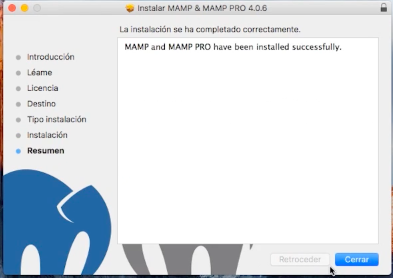 Instalar MAMP & MAMP PRO 4.0.6
La instalación se ha completado correctamente.
MAMP and MAMP PRO have been installed successfully.
Introducción
Léame
Licencia
Destino
Tipo instalación
Instalación
Resumen
Retroceder
Cerrar